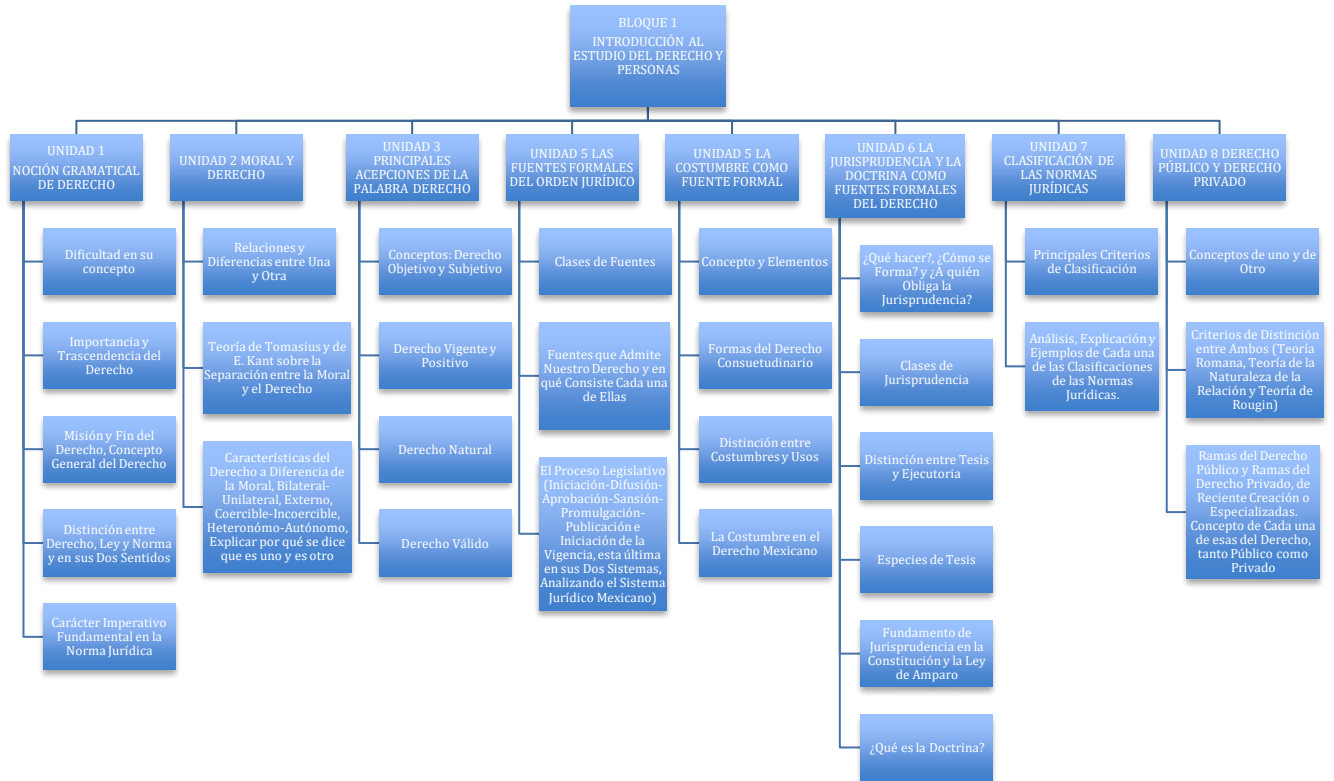 BLOQUE 1
INTRODUCCIÓN AL
ESTUDIO DEL DERECHO Y
PERSONAS
UNIDAD 1
NOCIÓN GRAMATICAL
DE DERECHO
Dificultad en su
concepto
Importancia y
Trascendencia del
Derecho
Misión y Fin del
Derecho, Concepto
General del Derecho
Distinción entre
Derecho, Ley y Norma
y en sus Dos Sentidos
Carácter Imperativo
Fundamental en la
Norma Jurídica
UNIDAD 2 MORAL Y
DERECHO
Relaciones y
Diferencias entre Una
y Otra
Teoría de Tomasius y de
E. Kant sobre la
Separación entre la Moral
y el Derecho
Características del
Derecho a Diferencia de
la Moral, Bilateral-
Unilateral, Externo,
Coercible-Incoercible,
Heteronómo-Autónomo,
Explicar por qué se dice
que es uno y es otro
UNIDAD 3
PRINCIPALES
ACEPCIONES DE LA
PALABRA DERECHO
Conceptos: Derecho
Objetivo y Subjetivo
Derecho Vigente y
Positivo
Derecho Natural
Derecho Válido
UNIDAD 5 LAS
FUENTES FORMALES
DEL ORDEN JURÍDICO
Clases de Fuentes
Fuentes que Admite
Nuestro Derecho y en
qué Consiste Cada una
de Ellas
El Proceso Legislativo
(Iniciación-Difusión-
Aprobación-Sansión-
Promulgación-
Publicación e
Iniciación de la
Vigencia, esta última
en sus Dos Sistemas,
Analizando el Sistema
Jurídico Mexicano)
UNIDAD 5 LA
COSTUMBRE COMO
FUENTE FORMAL
Concepto y Elementos
Formas del Derecho
Consuetudinario
Distinción entre
Costumbres y Usos
La Costumbre en el
Derecho Mexicano
UNIDAD 6 LA
JURISPRUDENCIA Y LA
DOCTRINA COMO
FUENTES FORMALES
DEL DERECHO
¿Qué hacer?, ¿Cómo se
Forma? y ¿A quién
Obliga la
Jurisprudencia?
Clases de
Jurisprudencia
Distinción entre Tesis
y Ejecutoria
Especies de Tesis
Fundamento de
Jurisprudencia en la
Constitución y la Ley
de Amparo
¿Qué es la Doctrina?
UNIDAD 7
CLASIFICACIÓN DE
LAS NORMAS
JURÍDICAS
Principales Criterios
de Clasificación
Análisis, Explicación y
Ejemplos de Cada una
de las Clasificaciones
de las Normas
Jurídicas.
UNIDAD 8 DERECHO
PÚBLICO Y DERECHO
PRIVADO
Conceptos de uno y de
Otro
Criterios de Distinción
entre Ambos (Teoría
Romana, Teoría de la
Naturaleza de la
Relación y Teoría de
Rougin)
Ramas del Derecho
Público y Ramas del
Derecho Privado, de
Reciente Creación o
Especializadas.
Concepto de Cada una
de esas del Derecho,
tanto Público como
Privado